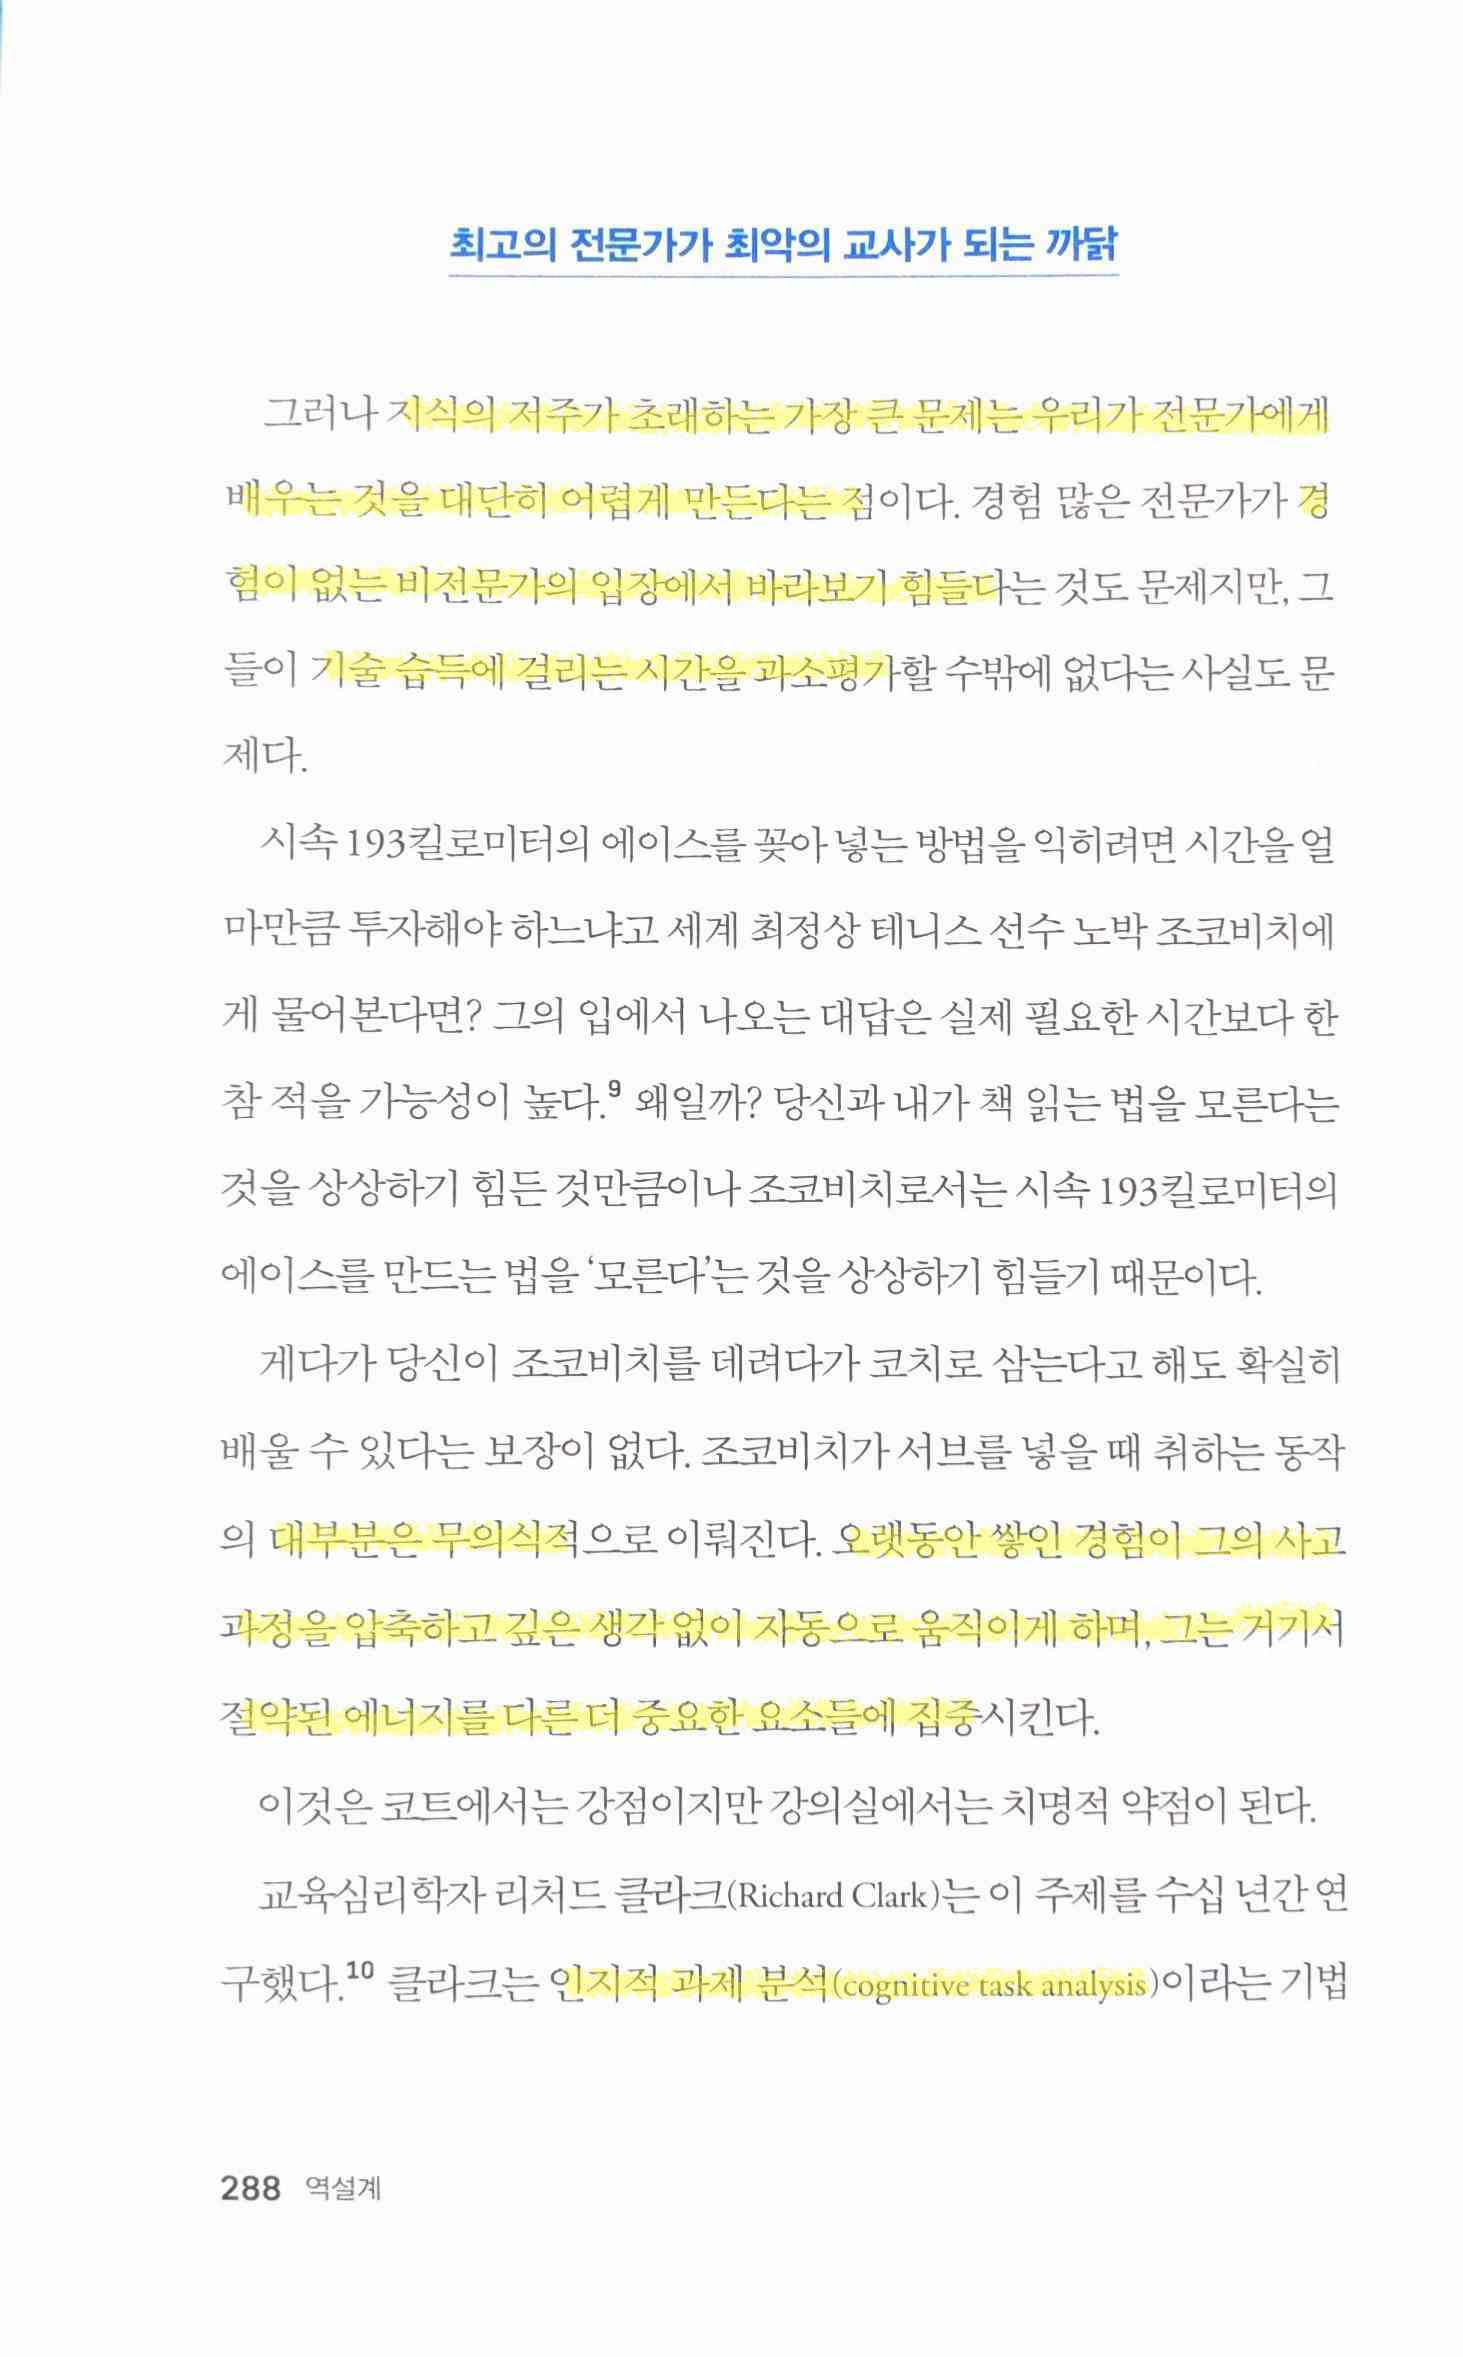 최고의 전문가가 최악의 교사가 되는 까닭
그러나 지식의 저주가 초래하는 가장 큰 문제는 우리가 전문가에게
배우는 것을 대단히 어렵게 만든다는 점이다. 경험 많은 전문가가 경
험이 없는 비전문가의 입장에서 바라보기 힘들다는 것도 문제지만, 그
들이 기술 습득에 걸리는 시간을 과소평가할 수밖에 없다는 사실도 문
제다.
시속 193킬로미터의 에이스를 꽂아 넣는 방법을 익히려면 시간을 얼
마만큼 투자해야 하느냐고 세계 최정상 테니스 선수 노박 조코비치에
게 물어본다면? 그의 입에서 나오는 대답은 실제 필요한 시간보다 한
참 적을 가능성이 높다.⁹ 왜일까? 당신과 내가 책 읽는 법을 모른다는
것을 상상하기 힘든 것만큼이나 조코비치로서는 시속 193킬로미터의
에이스를 만드는 법을 ‘모른다’는 것을 상상하기 힘들기 때문이다.
게다가 당신이 조코비치를 데려다가 코치로 삼는다고 해도 확실히
배울 수 있다는 보장이 없다. 조코비치가 서브를 넣을 때 취하는 동작
의 대부분은 무의식적으로 이뤄진다. 오랫동안 쌓인 경험이 그의 사고
과정을 압축하고 깊은 생각 없이 자동으로 움직이게 하며, 그는 거기서
절약된 에너지를 다른 더 중요한 요소들에 집중시킨다.
이것은 코트에서는 강점이지만 강의실에서는 치명적 약점이 된다.
교육심리학자 리처드 클라크(Richard Clark)는 이 주제를 수십 년간 연
구했다.¹⁰ 클라크는 인지적 과제 분석(cognitive task analysis)이라는 기법
288 역설계